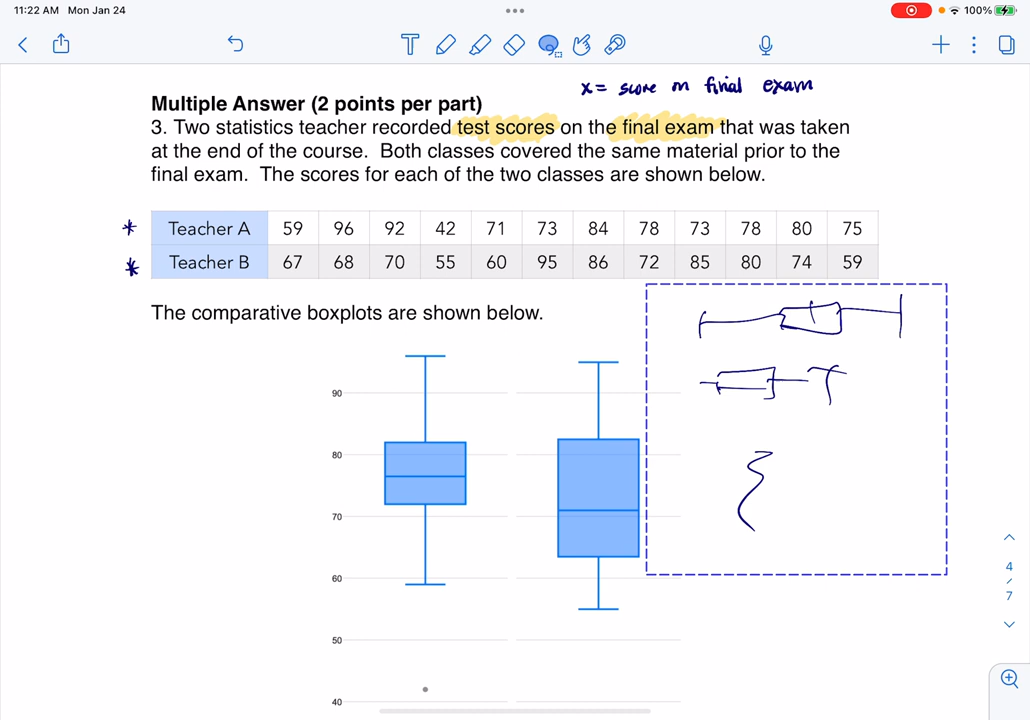 11:22 AM Mon Jan 24
100%
x = score on final exam
Multiple Answer (2 points per part)
3. Two statistics teacher recorded test scores on the final exam that was taken
at the end of the course. Both classes covered the same material prior to the
final exam. The scores for each of the two classes are shown below.
* Teacher A 59 96 92 42 71 73 84 78 73 78 80 75
* Teacher B 67 68 70 55 60 95 86 72 85 80 74 59
The comparative boxplots are shown below.
90
80
70
60
50
40
4
/
7